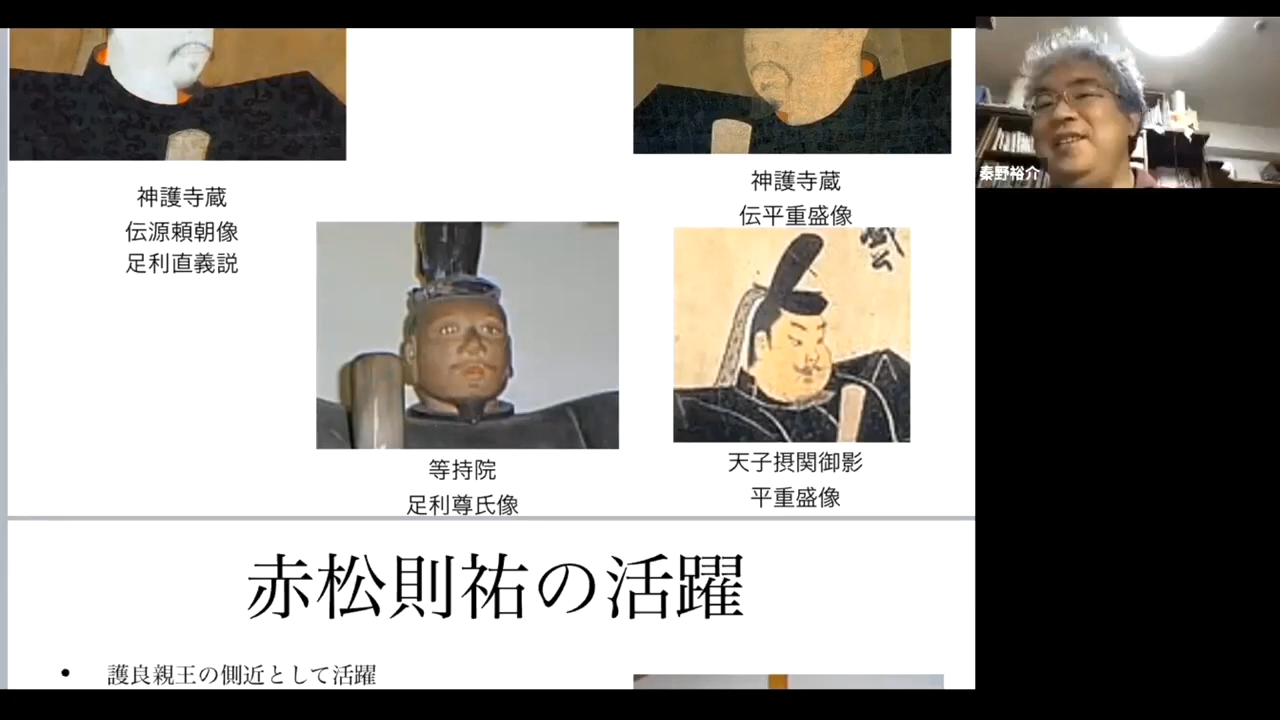 神護寺蔵
伝源頼朝像
足利直義説
神護寺蔵
伝平重盛像
等持院
足利尊氏像
天子摂関御影
平重盛像
赤松則祐の活躍
• 護良親王の側近として活躍
秦野裕介